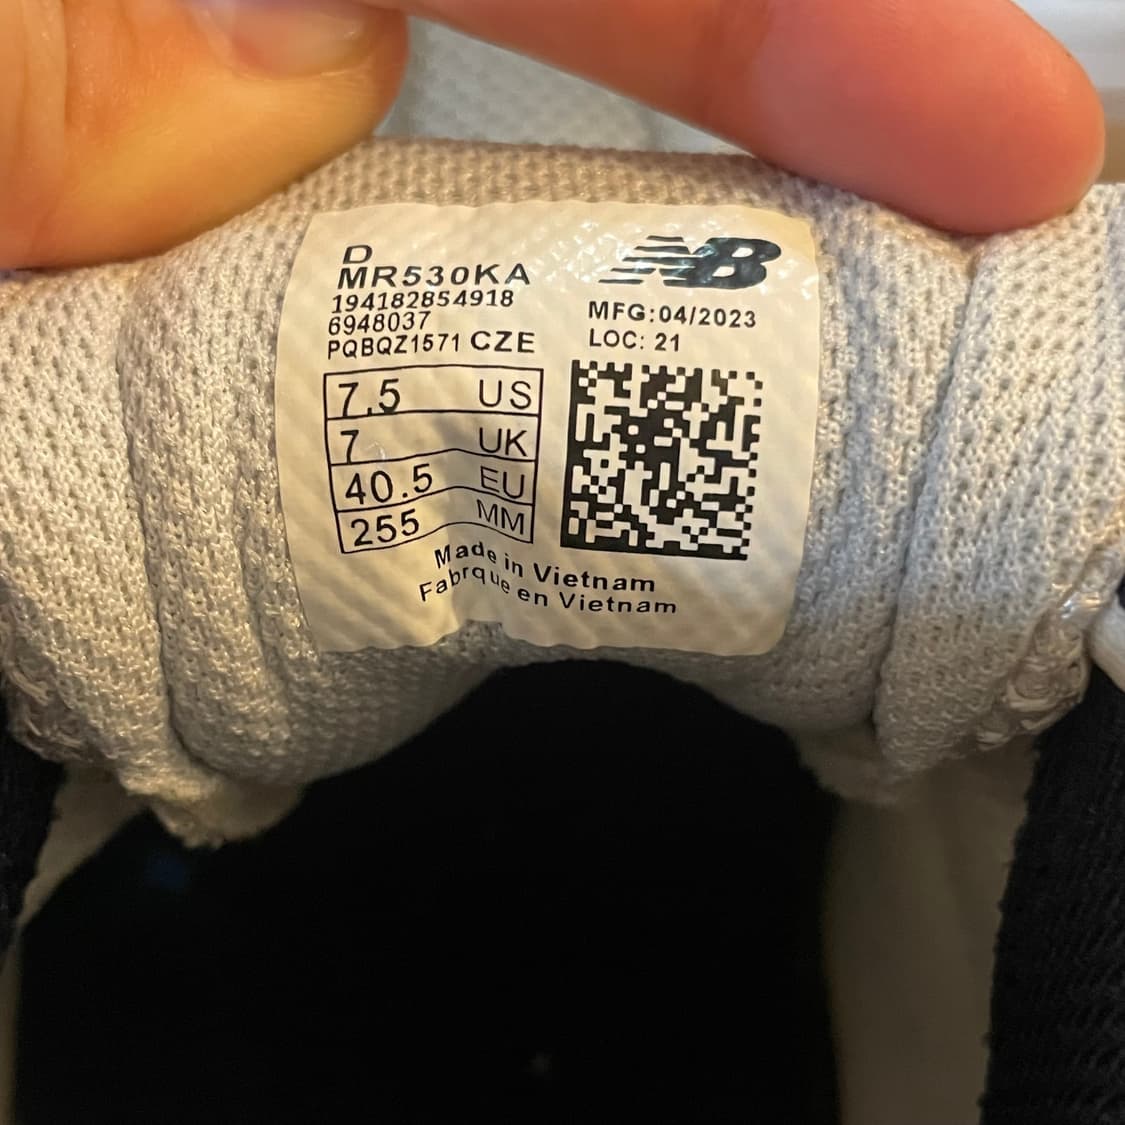 D
MR530KA
194182854918
6948037
PQBQZ1571 CZE
7.5 US
7 UK
40.5 EU
255 MM
NB
MFG:04/2023
LOC: 21
Made in Vietnam
Fabrque en Vietnam